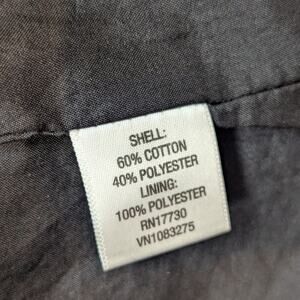 SHELL:
60% COTTON
40% POLYESTER
LINING:
100% POLYESTER
RN17730
VN1083275